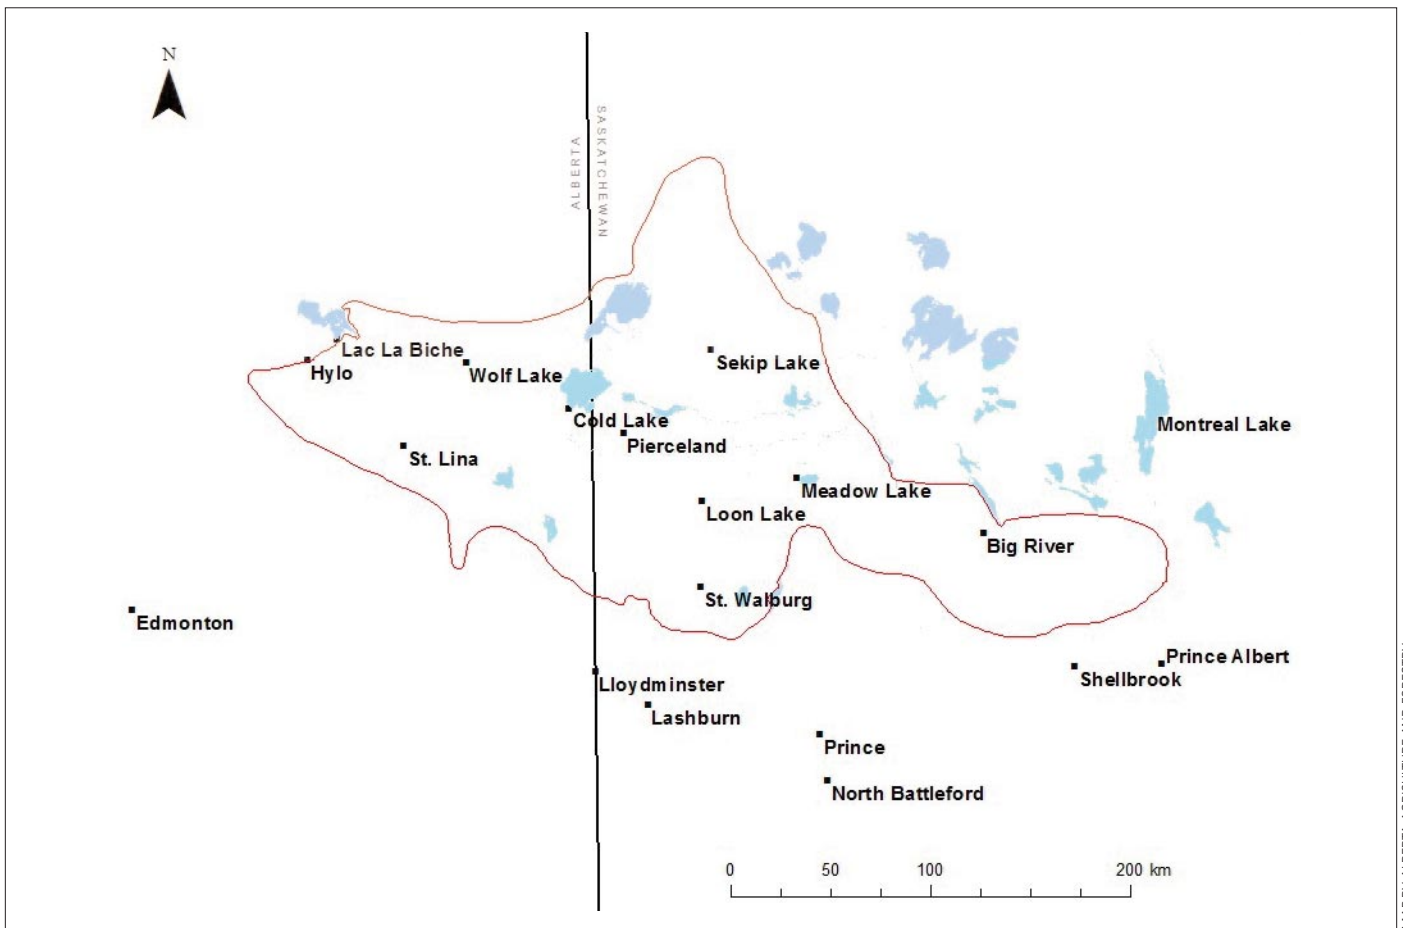 N
ALBERTA
SASKATCHEWAN
Lac La Biche
Hylo
Wolf Lake
Sekip Lake
Cold Lake
Pierceland
Montreal Lake
St. Lina
Meadow Lake
Loon Lake
Big River
St. Walburg
Edmonton
Prince Albert
Shellbrook
Lloydminster
Lashburn
Prince
North Battleford
0 50 100 200 km